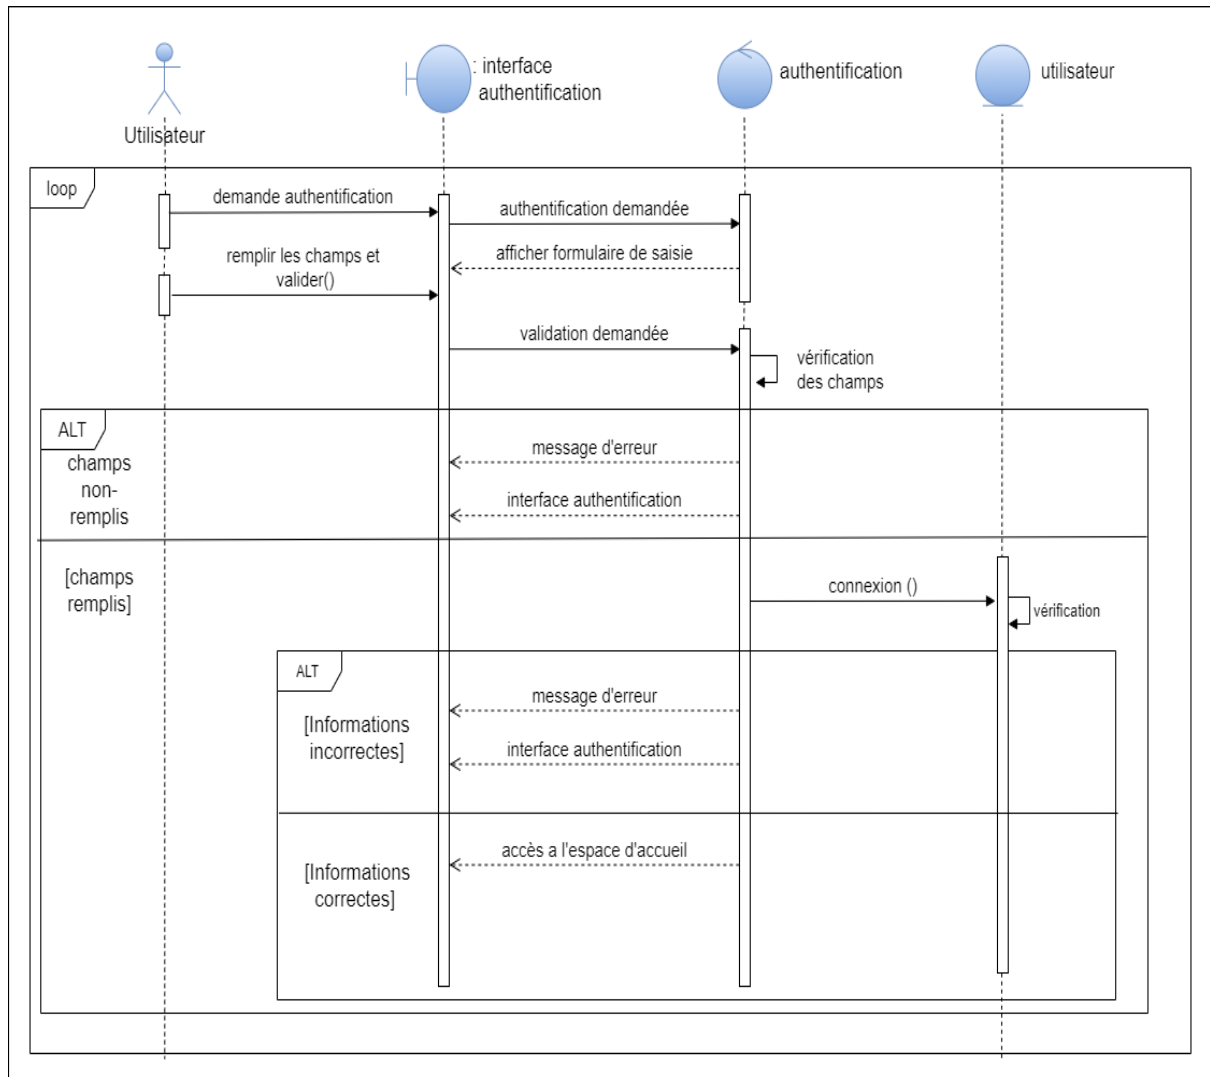 : interface
authentification
authentification
utilisateur
Utilisateur
loop
demande authentification
authentification demandée
remplir les champs et
valider()
afficher formulaire de saisie
validation demandée
vérification
des champs
ALT
champs
non-
remplis
message d'erreur
interface authentification
[champs
remplis]
connexion ()
vérification
ALT
[Informations
incorrectes]
message d'erreur
interface authentification
accès a l'espace d'accueil
[Informations
correctes]